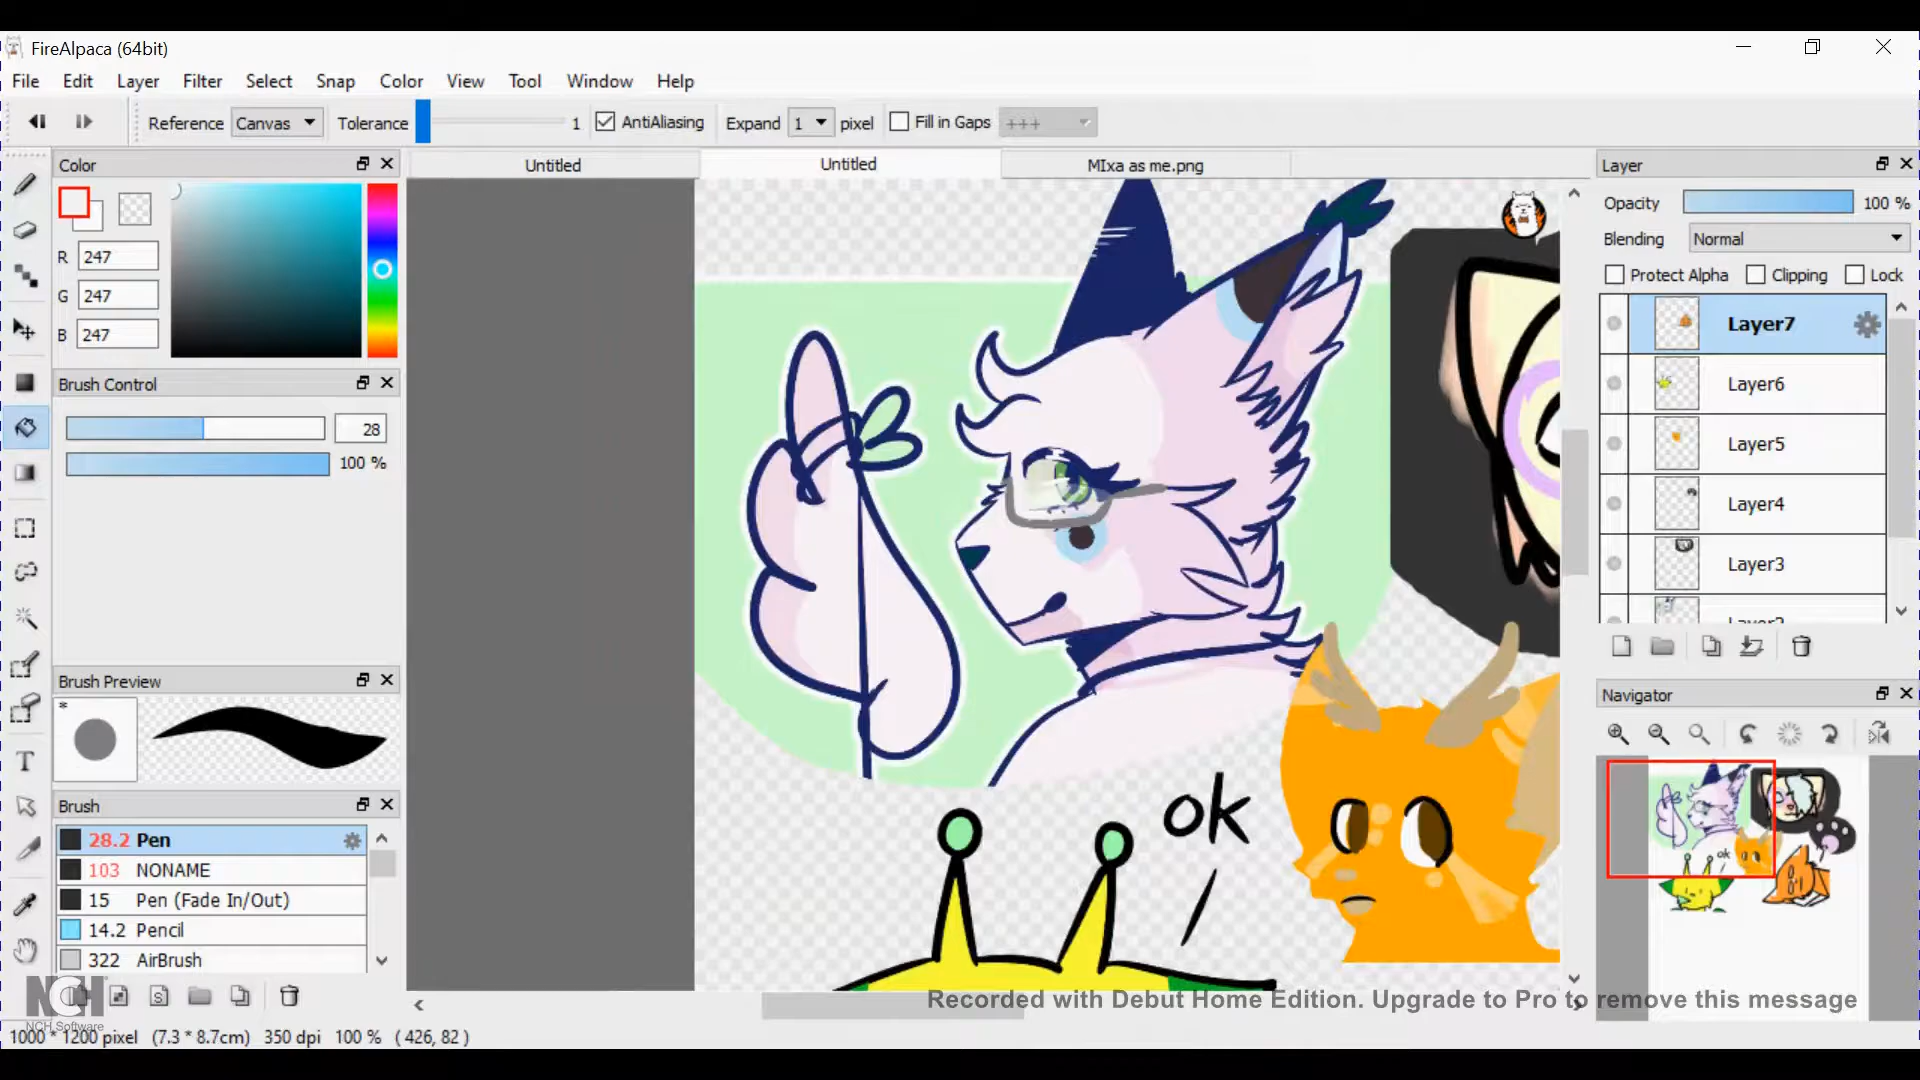 FireAlpaca (64bit)
File Edit Layer Filter Select Snap Color View Tool Window Help
Reference Canvas Tolerance 1 AntiAliasing Expand 1 pixel Fill in Gaps +++
Color
Untitled
Untitled
MIxa as me.png
Layer
R 247
G 247
B 247
Opacity 100 %
Blending Normal
Protect Alpha Clipping Lock
Layer7
Layer6
Layer5
Layer4
Layer3
Brush Control
28
100 %
Brush Preview
*
T
Brush
28.2 Pen
103 NONAME
15 Pen (Fade In/Out)
14.2 Pencil
322 AirBrush
Navigator
ok
ok
S
NCH
NCH Software
Recorded with Debut Home Edition. Upgrade to Pro to remove this message
1000 * 1200 pixel (7.3 * 8.7cm) 350 dpi 100 % ( 426, 82 )